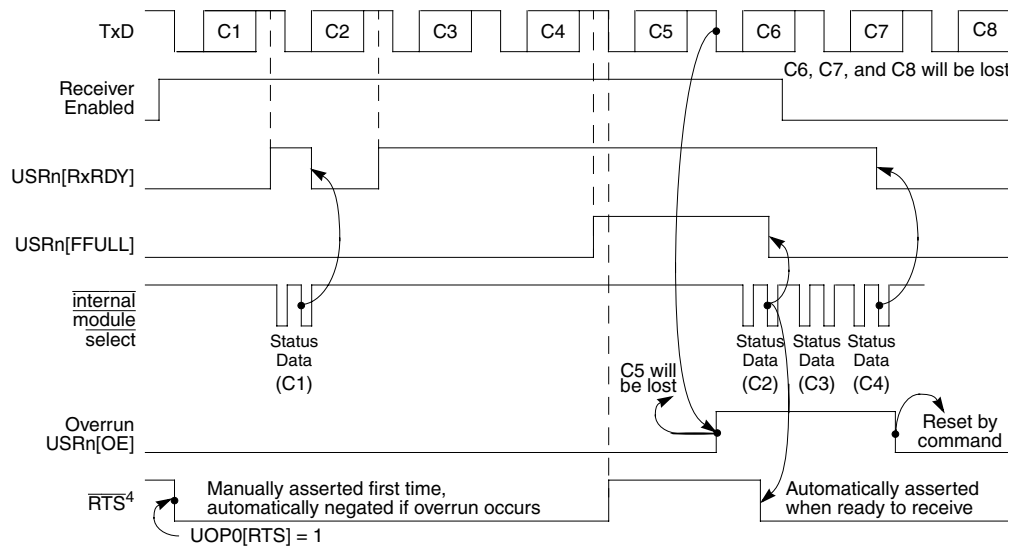 TxD
C1
C2
C3
C4
C5
C6
C7
C8
C6, C7, and C8 will be lost
Receiver
Enabled
USRn[RxRDY]
USRn[FFULL]
internal
module
select
Status
Data
(C1)
Status
Data
(C2)
Status
Data
(C3)
Status
Data
(C4)
C5 will
be lost
Overrun
USRn[OE]
Reset by
command
RTS4
Manually asserted first time,
automatically negated if overrun occurs
Automatically asserted
when ready to receive
UOP0[RTS] = 1